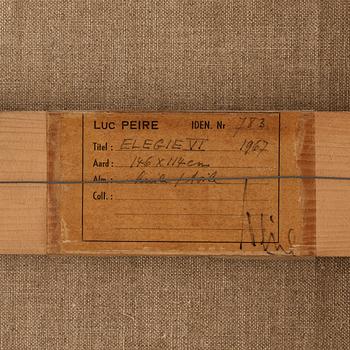 LUC PEIRE IDEN. Nr 783
Titel : ELEGIE VI 1967
Aard : 146 x 114 cm
Afm : huile s/ toile
Coll. :